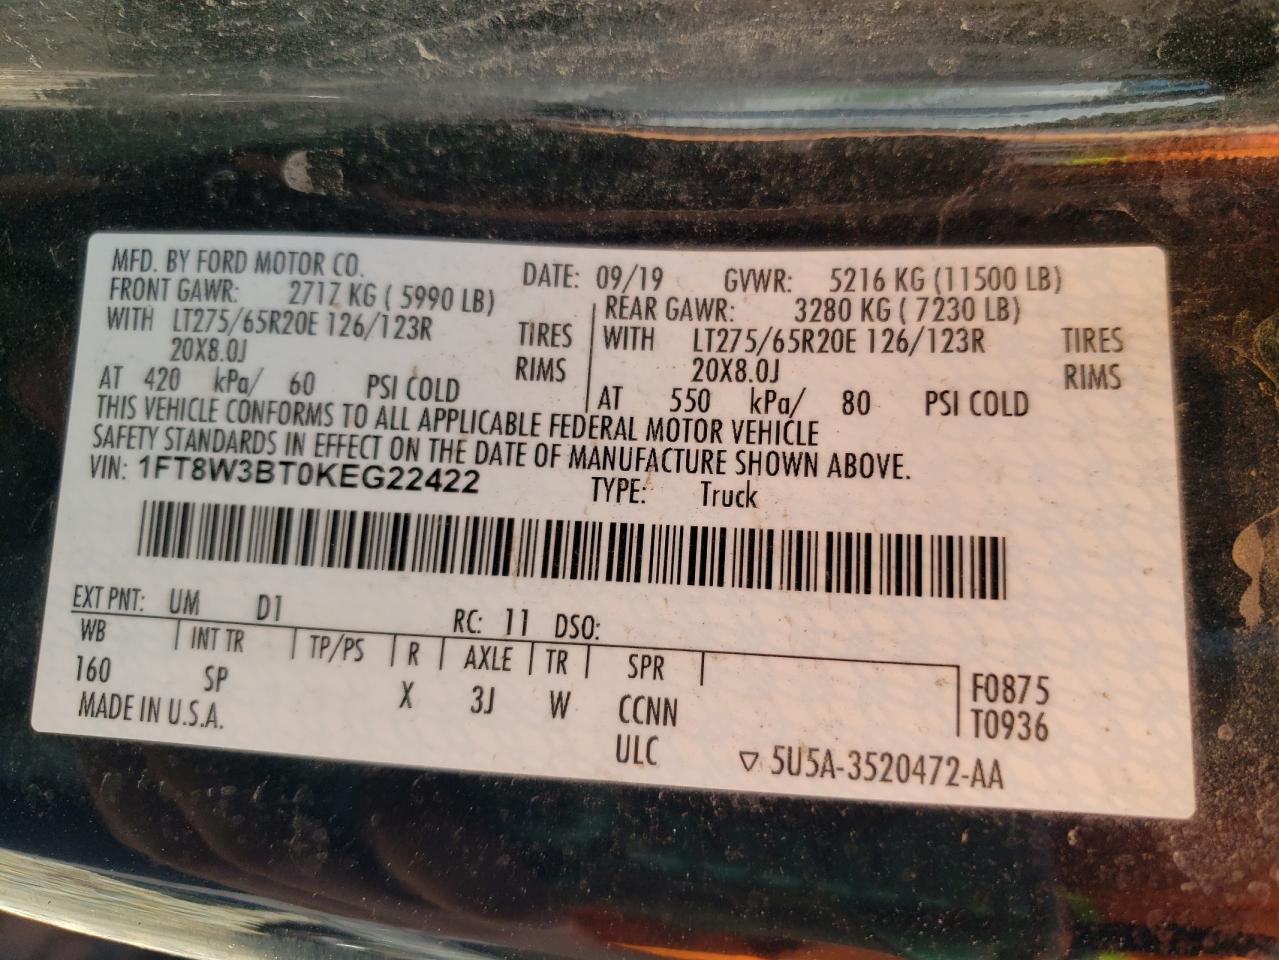 MFD. BY FORD MOTOR CO.
DATE: 09/19 GVWR: 5216 KG (11500 LB)
FRONT GAWR: 2717 KG ( 5990 LB)
WITH LT275/65R20E 126/123R TIRES
20X8.0J RIMS
AT 420 kPa/ 60 PSI COLD
REAR GAWR: 3280 KG ( 7230 LB)
WITH LT275/65R20E 126/123R TIRES
20X8.0J RIMS
AT 550 kPa/ 80 PSI COLD
THIS VEHICLE CONFORMS TO ALL APPLICABLE FEDERAL MOTOR VEHICLE
SAFETY STANDARDS IN EFFECT ON THE DATE OF MANUFACTURE SHOWN ABOVE.
VIN: 1FT8W3BT0KEG22422
TYPE: Truck
EXT PNT: UM D1 RC: 11 DSO:
WB INT TR TP/PS R AXLE TR SPR
160 SP X 3J W CCNN
F0875
T0936
MADE IN U.S.A.
ULC ▽ 5U5A-3520472-AA